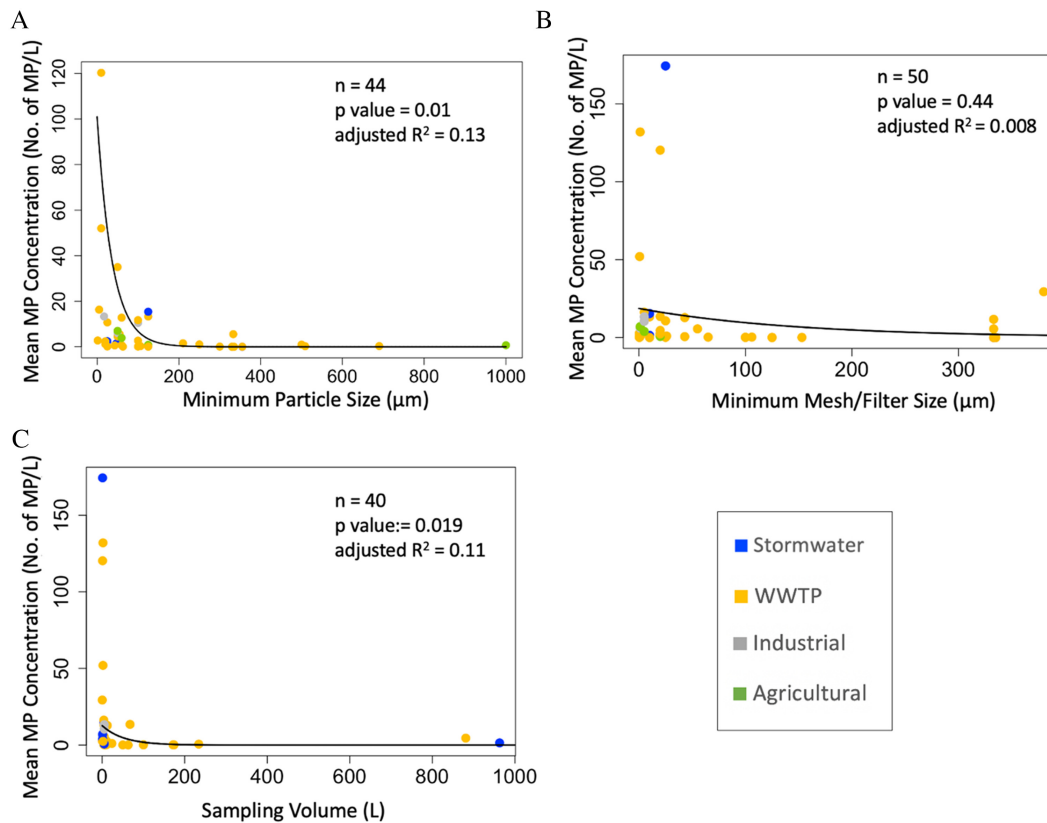 A
Mean MP Concentration (No. of MP/L)
120
100
80
60
40
20
0
n = 44
p value = 0.01
adjusted R² = 0.13
0 200 400 600 800 1000
Minimum Particle Size (µm)
B
Mean MP Concentration (No. of MP/L)
150
100
50
0
n = 50
p value = 0.44
adjusted R² = 0.008
0 100 300
Minimum Mesh/Filter Size (µm)
C
Mean MP Concentration (No. of MP/L)
150
100
50
0
n = 40
p value:= 0.019
adjusted R² = 0.11
0 200 400 600 800 1000
Sampling Volume (L)
Stormwater
WWTP
Industrial
Agricultural